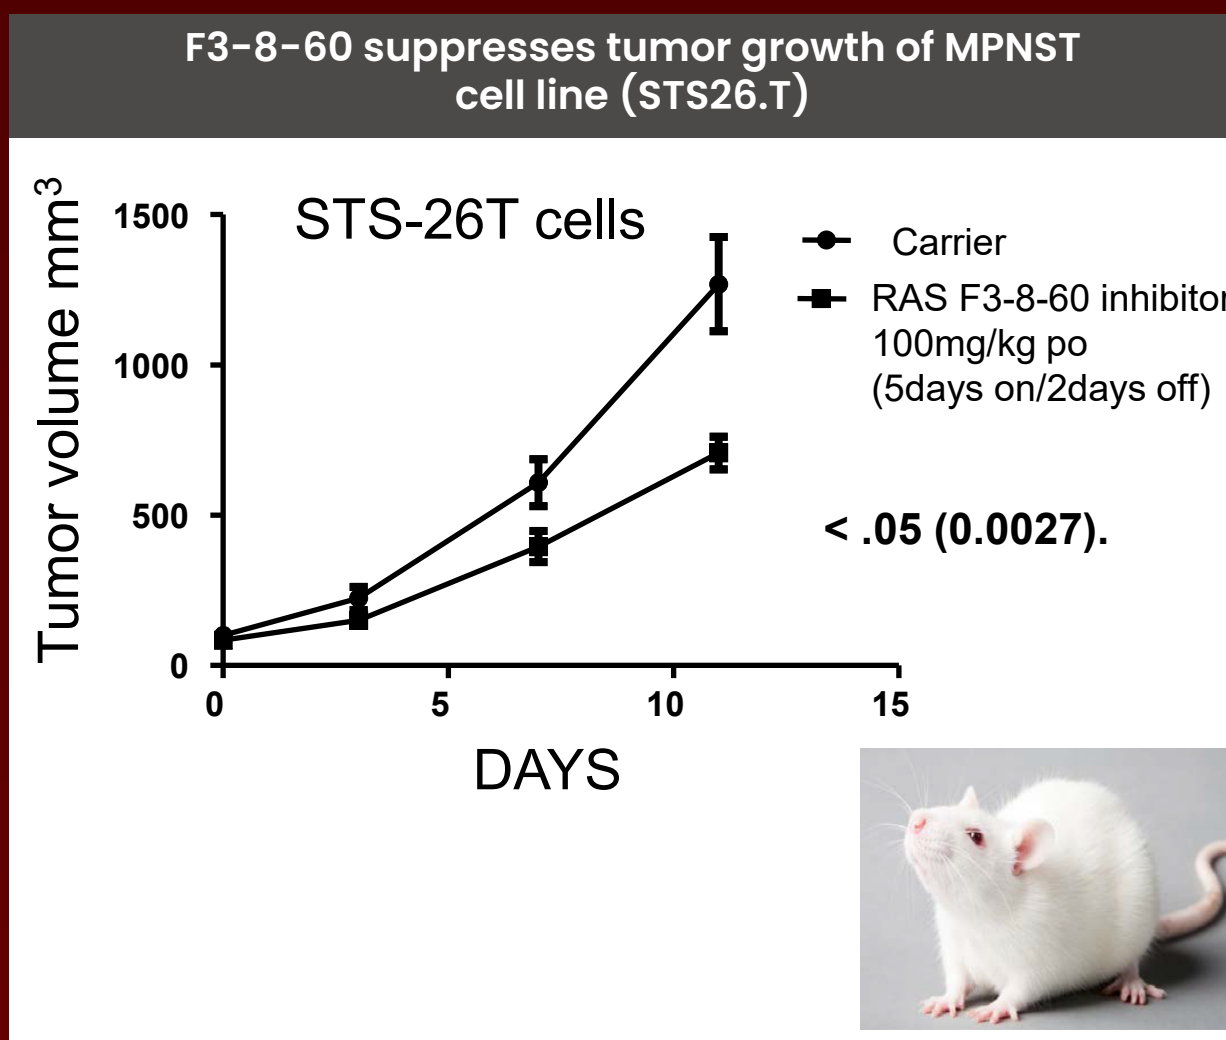 F3-8-60 suppresses tumor growth of MPNST
cell line (STS26.T)
STS-26T cells
Tumor volume mm³
1500
1000
500
0
0
5
10
15
DAYS
Carrier
RAS F3-8-60 inhibitor
100mg/kg po
(5days on/2days off)
< .05 (0.0027).